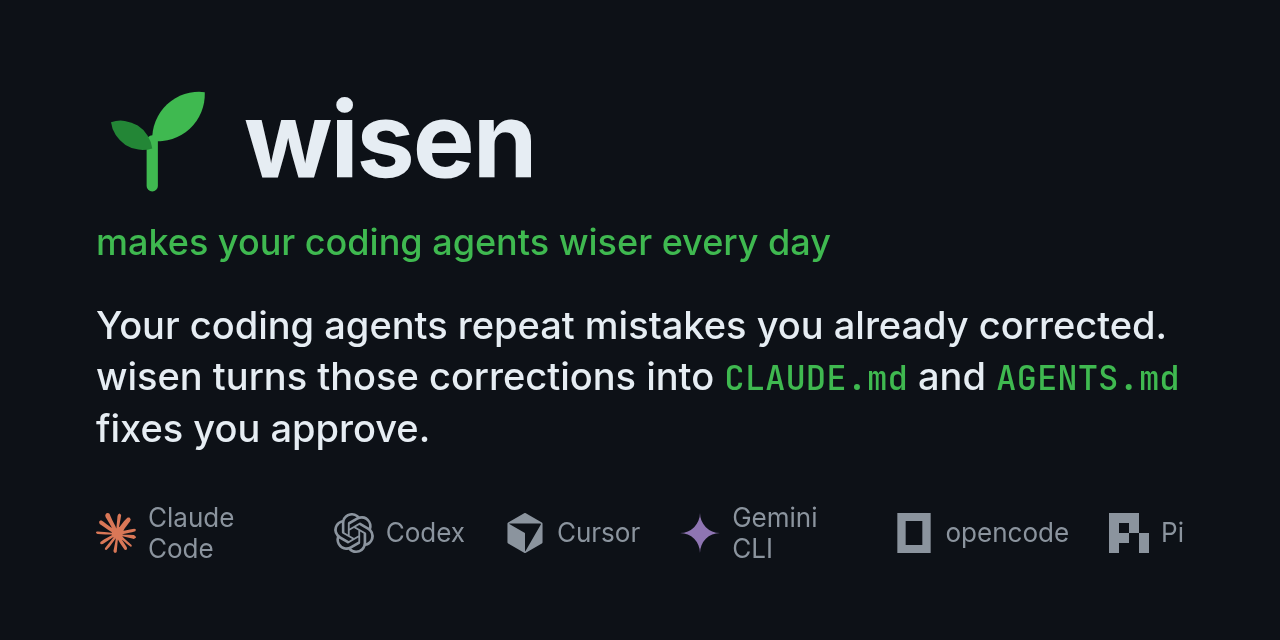 wisen
makes your coding agents wiser every day
Your coding agents repeat mistakes you already corrected.
wisen turns those corrections into CLAUDE.md and AGENTS.md
fixes you approve.
Claude
Code
Codex
Cursor
Gemini
CLI
opencode
Pi